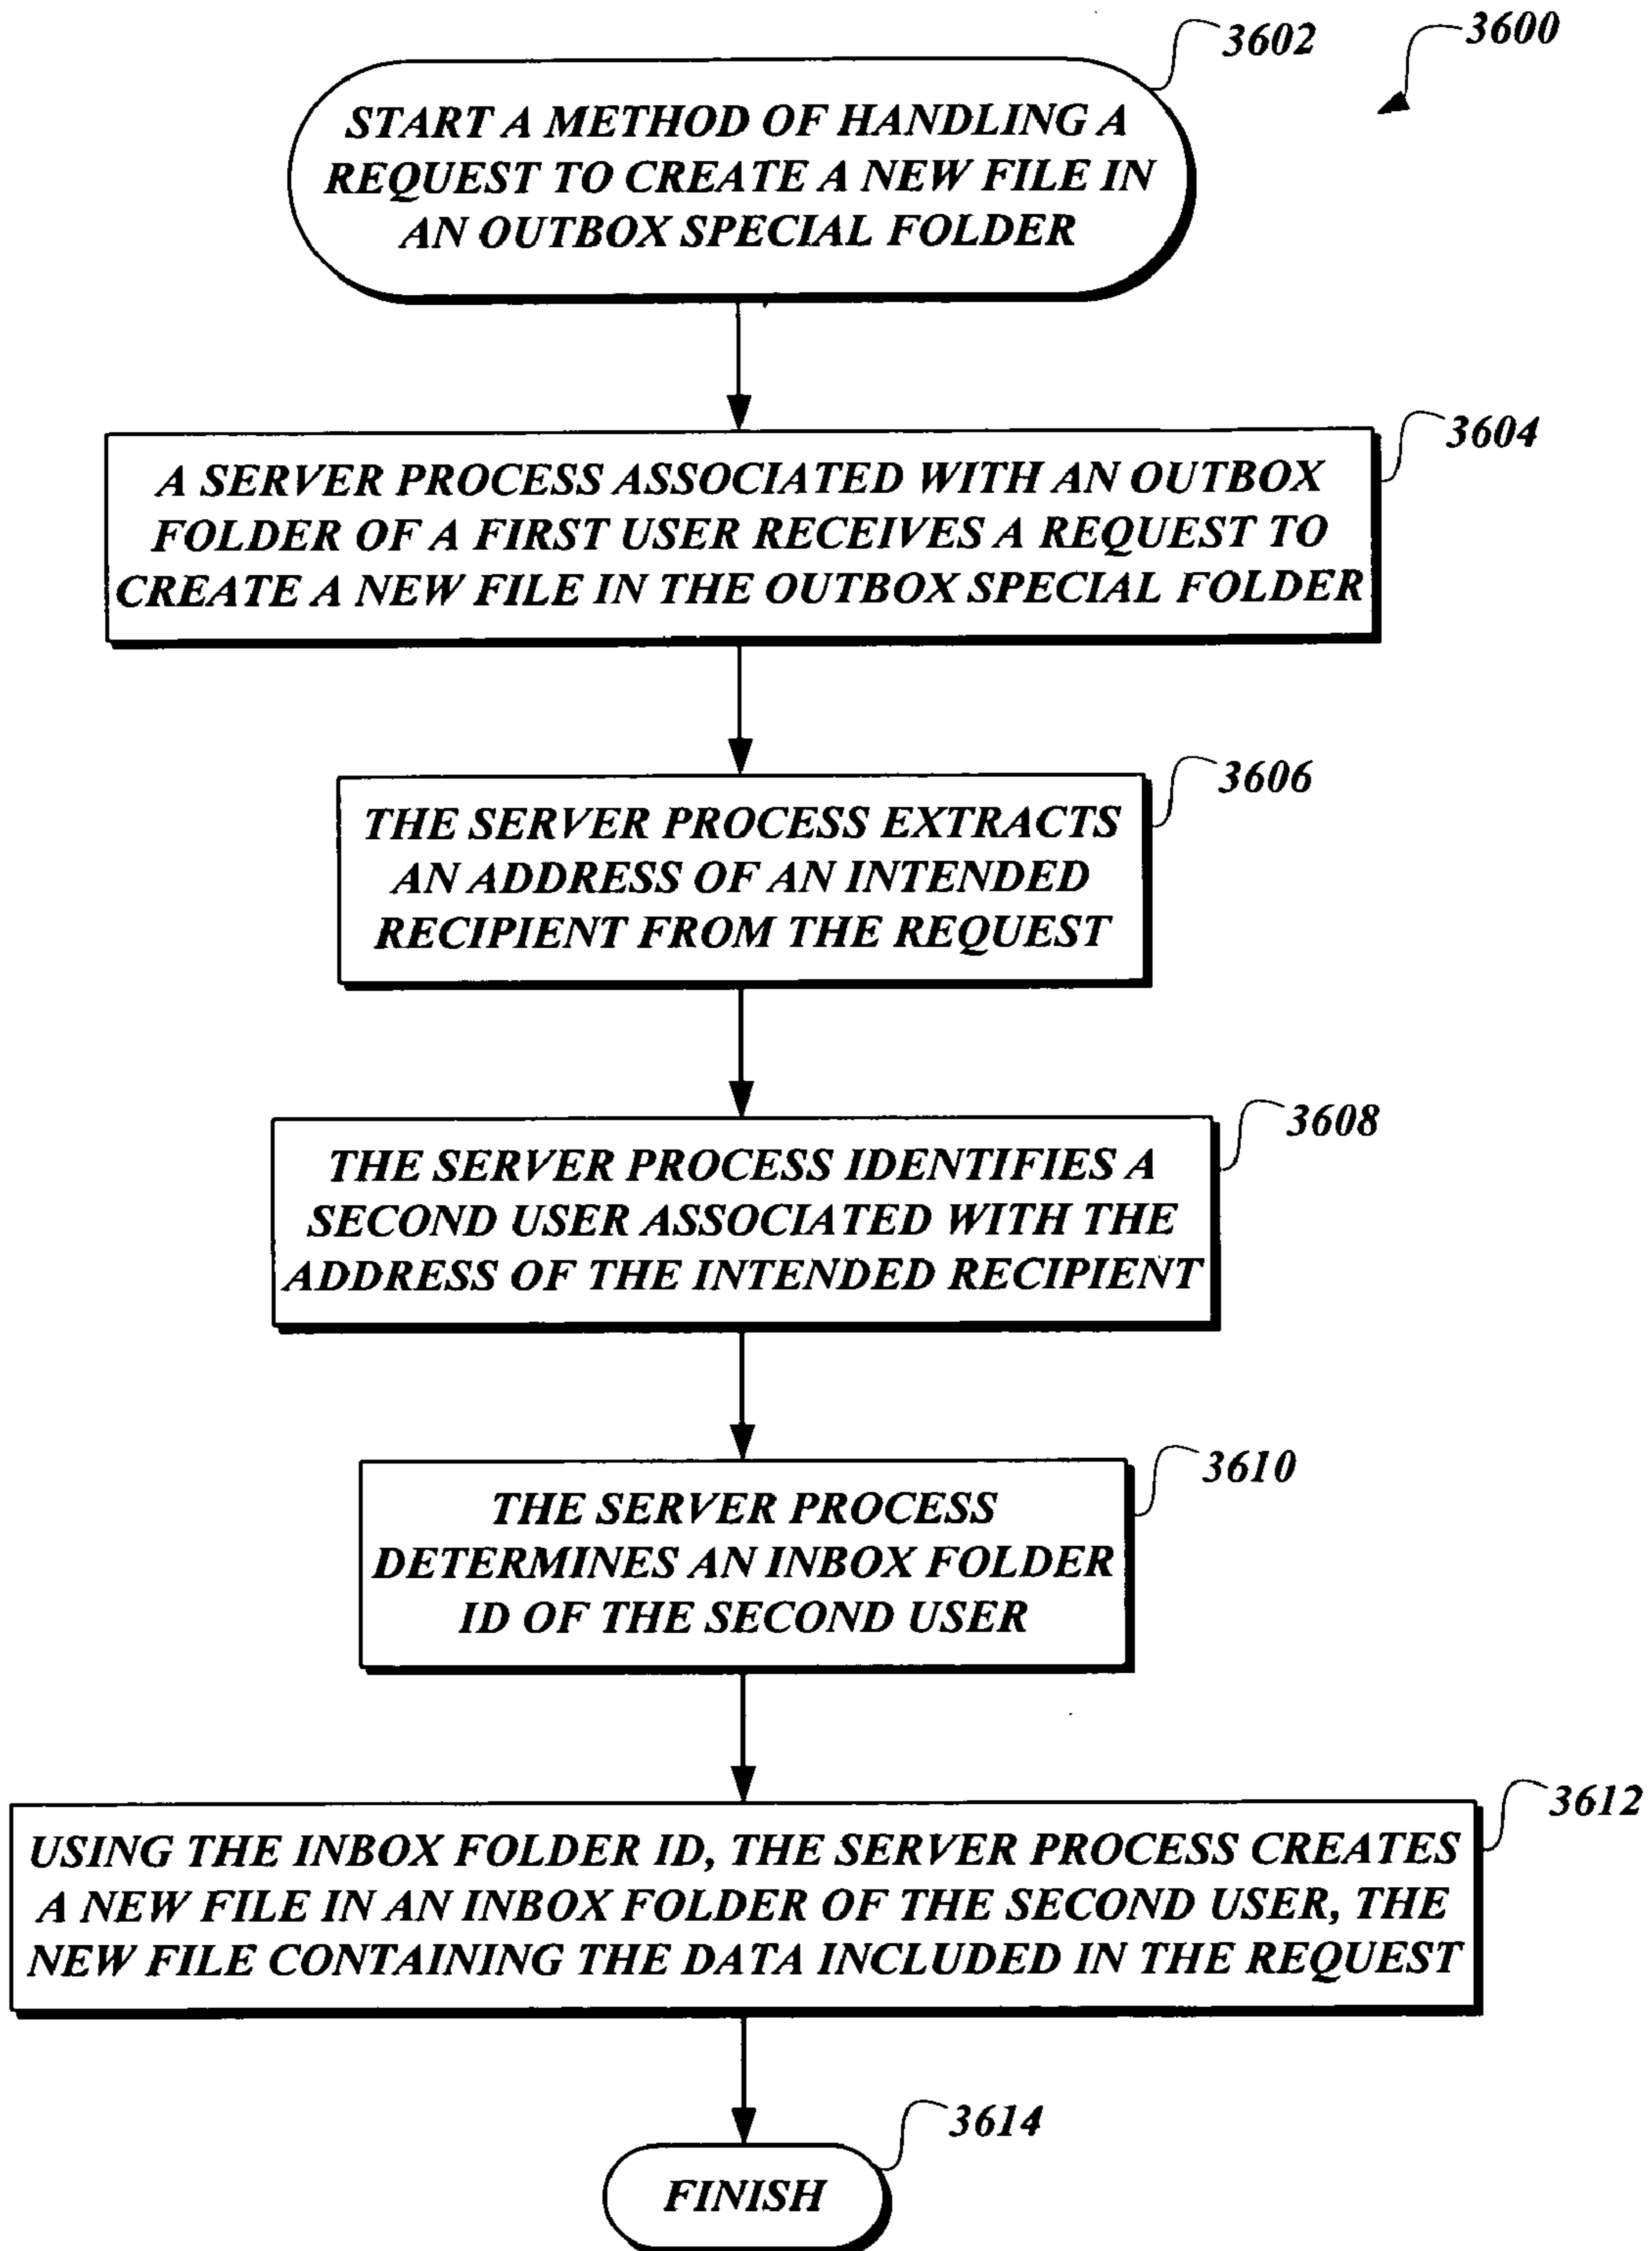 3602
3600
START A METHOD OF HANDLING A
REQUEST TO CREATE A NEW FILE IN
AN OUTBOX SPECIAL FOLDER
3604
A SERVER PROCESS ASSOCIATED WITH AN OUTBOX
FOLDER OF A FIRST USER RECEIVES A REQUEST TO
CREATE A NEW FILE IN THE OUTBOX SPECIAL FOLDER
3606
THE SERVER PROCESS EXTRACTS
AN ADDRESS OF AN INTENDED
RECIPIENT FROM THE REQUEST
3608
THE SERVER PROCESS IDENTIFIES A
SECOND USER ASSOCIATED WITH THE
ADDRESS OF THE INTENDED RECIPIENT
3610
THE SERVER PROCESS
DETERMINES AN INBOX FOLDER
ID OF THE SECOND USER
3612
USING THE INBOX FOLDER ID, THE SERVER PROCESS CREATES
A NEW FILE IN AN INBOX FOLDER OF THE SECOND USER, THE
NEW FILE CONTAINING THE DATA INCLUDED IN THE REQUEST
3614
FINISH